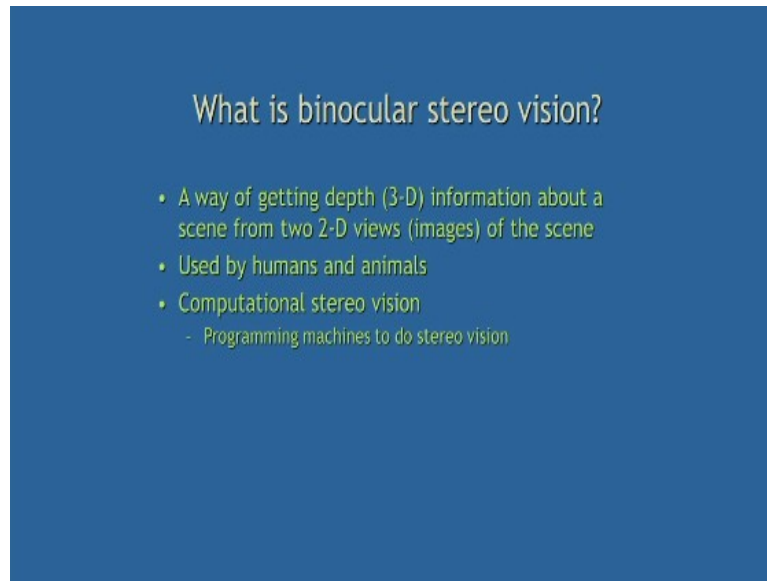 What is binocular stereo vision?
• A way of getting depth (3-D) information about a
scene from two 2-D views (images) of the scene
• Used by humans and animals
• Computational stereo vision
- Programming machines to do stereo vision